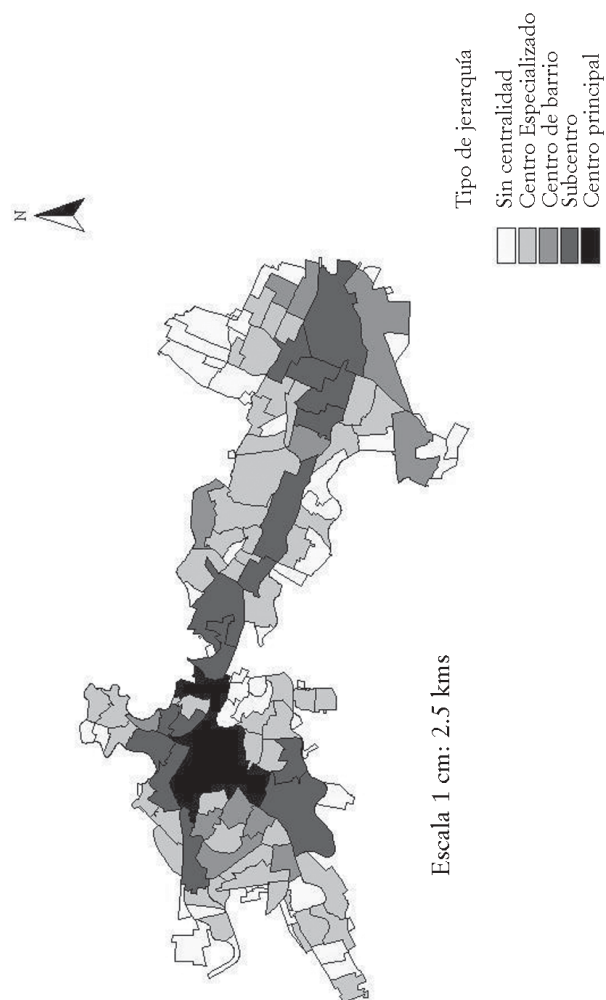 N
Tipo de jerarquía
Sin centralidad
Centro Especializado
Centro de barrio
Subcentro
Centro principal
Escala 1 cm: 2.5 kms